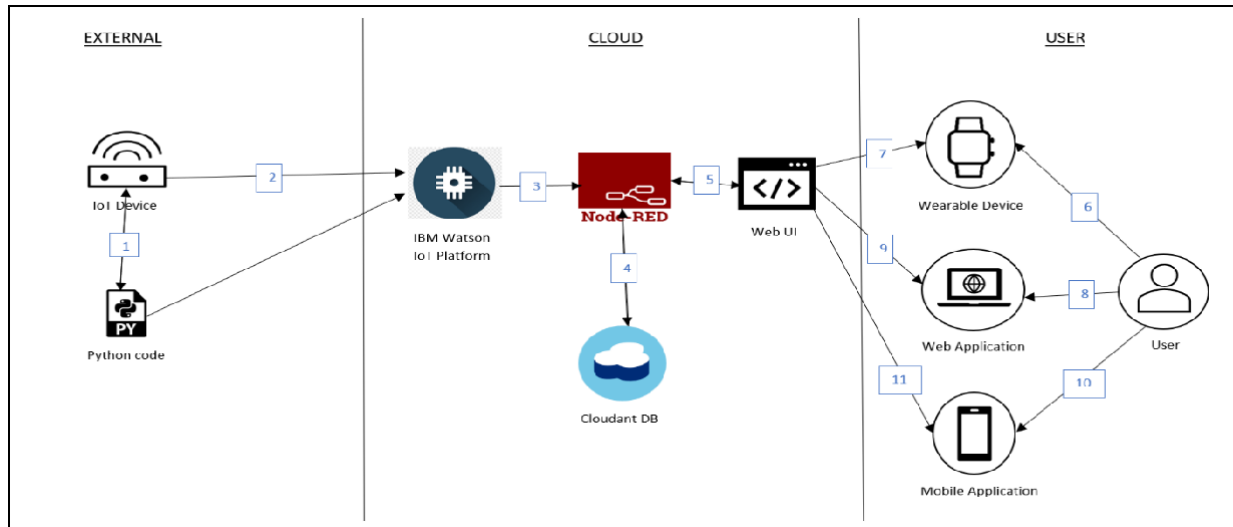 EXTERNAL
CLOUD
USER
IoT Device
1
PY
Python code
2
IBM Watson
IoT Platform
3
Node-RED
4
Cloudant DB
5
</>
Web UI
7
9
11
Wearable Device
6
Web Application
8
User
10
Mobile Application